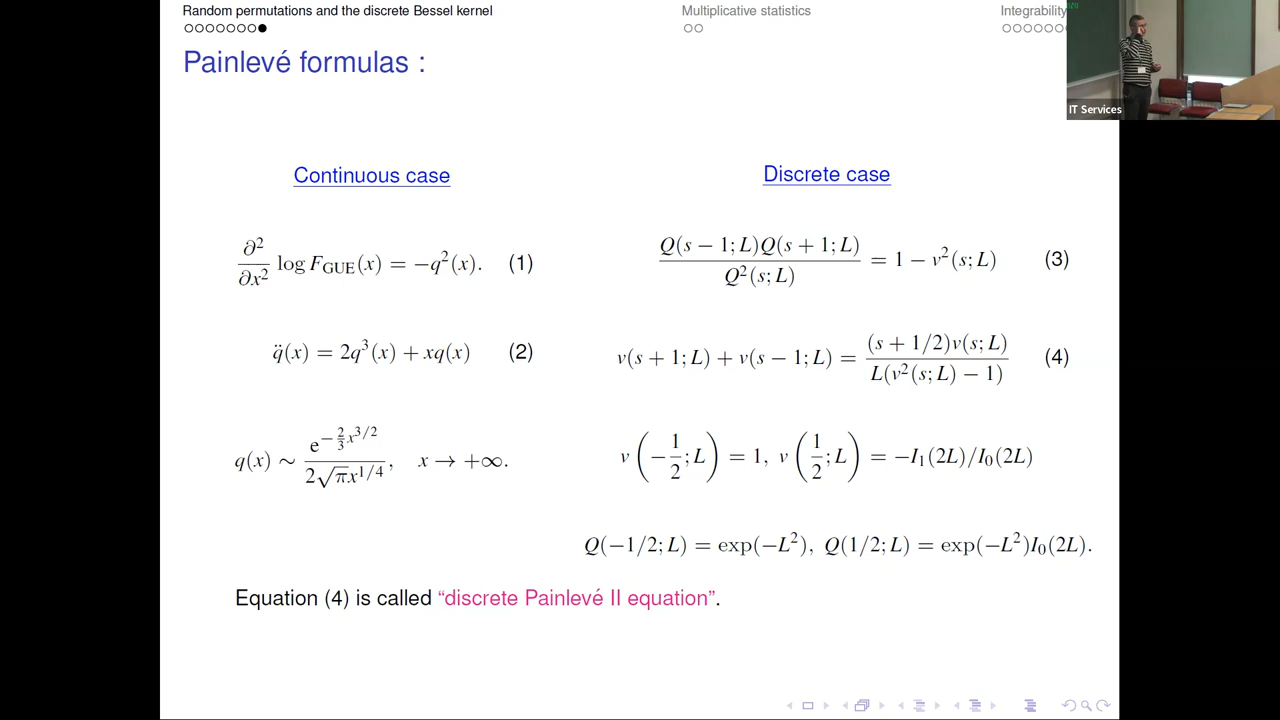 Random permutations and the discrete Bessel kernel
Multiplicative statistics
Integrability
Painlevé formulas :
IT Services
Continuous case
Discrete case
∂²/∂x² log F_GUE(x) = −q²(x). (1)
Q(s − 1; L)Q(s + 1; L) / Q²(s; L) = 1 − v²(s; L) (3)
q̈(x) = 2q³(x) + xq(x) (2)
v(s + 1; L) + v(s − 1; L) = (s + 1/2)v(s; L) / L(v²(s; L) − 1) (4)
q(x) ∼ e^{−2/3 x^{3/2}} / 2√π x^{1/4}, x → +∞.
v(−1/2; L) = 1, v(1/2; L) = −I₁(2L)/I₀(2L)
Q(−1/2; L) = exp(−L²), Q(1/2; L) = exp(−L²)I₀(2L).
Equation (4) is called “discrete Painlevé II equation”.